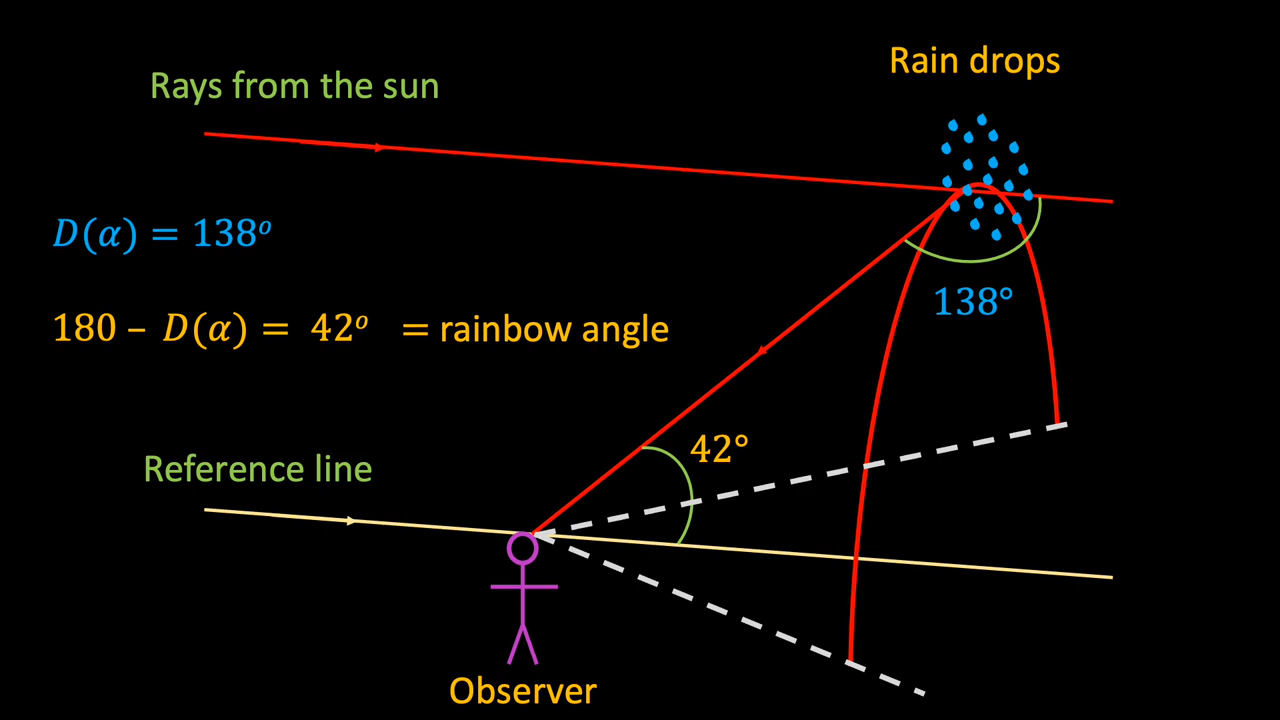 Rain drops
Rays from the sun
D(α) = 138°
138°
180 – D(α) = 42° = rainbow angle
42°
Reference line
Observer